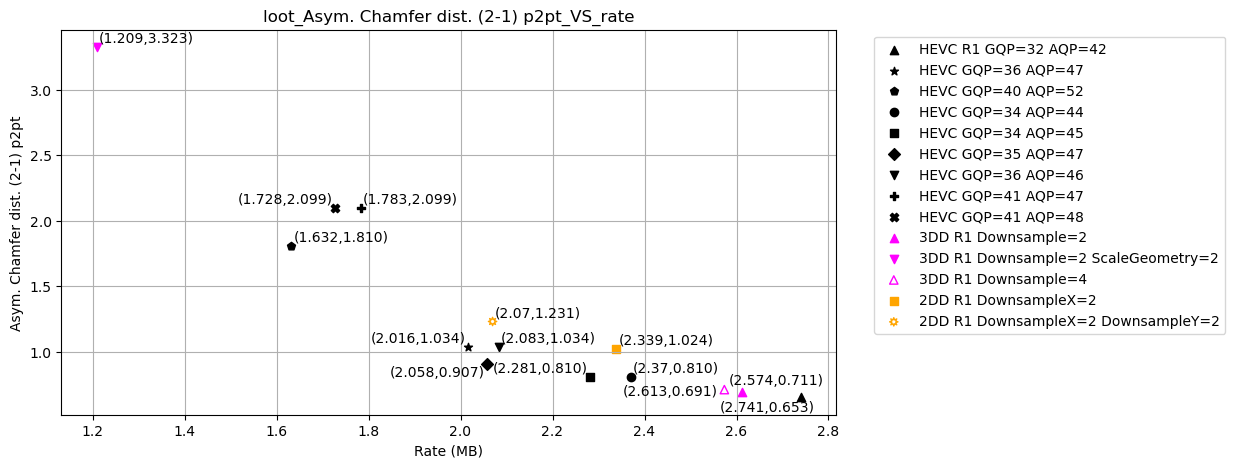 loot_Asym. Chamfer dist. (2-1) p2pt_VS_rate
Asym. Chamfer dist. (2-1) p2pt
3.0
2.5
2.0
1.5
1.0
(1.209,3.323)
(1.728,2.099)
(1.783,2.099)
(1.632,1.810)
(2.07,1.231)
(2.016,1.034)
(2.083,1.034)
(2.339,1.024)
(2.058,0.907)
(2.281,0.810)
(2.37,0.810)
(2.574,0.711)
(2.613,0.691)
(2.741,0.653)
1.2
1.4
1.6
1.8
2.0
2.2
2.4
2.6
2.8
Rate (MB)
HEVC R1 GQP=32 AQP=42
HEVC GQP=36 AQP=47
HEVC GQP=40 AQP=52
HEVC GQP=34 AQP=44
HEVC GQP=34 AQP=45
HEVC GQP=35 AQP=47
HEVC GQP=36 AQP=46
HEVC GQP=41 AQP=47
HEVC GQP=41 AQP=48
3DD R1 Downsample=2
3DD R1 Downsample=2 ScaleGeometry=2
3DD R1 Downsample=4
2DD R1 DownsampleX=2
2DD R1 DownsampleX=2 DownsampleY=2